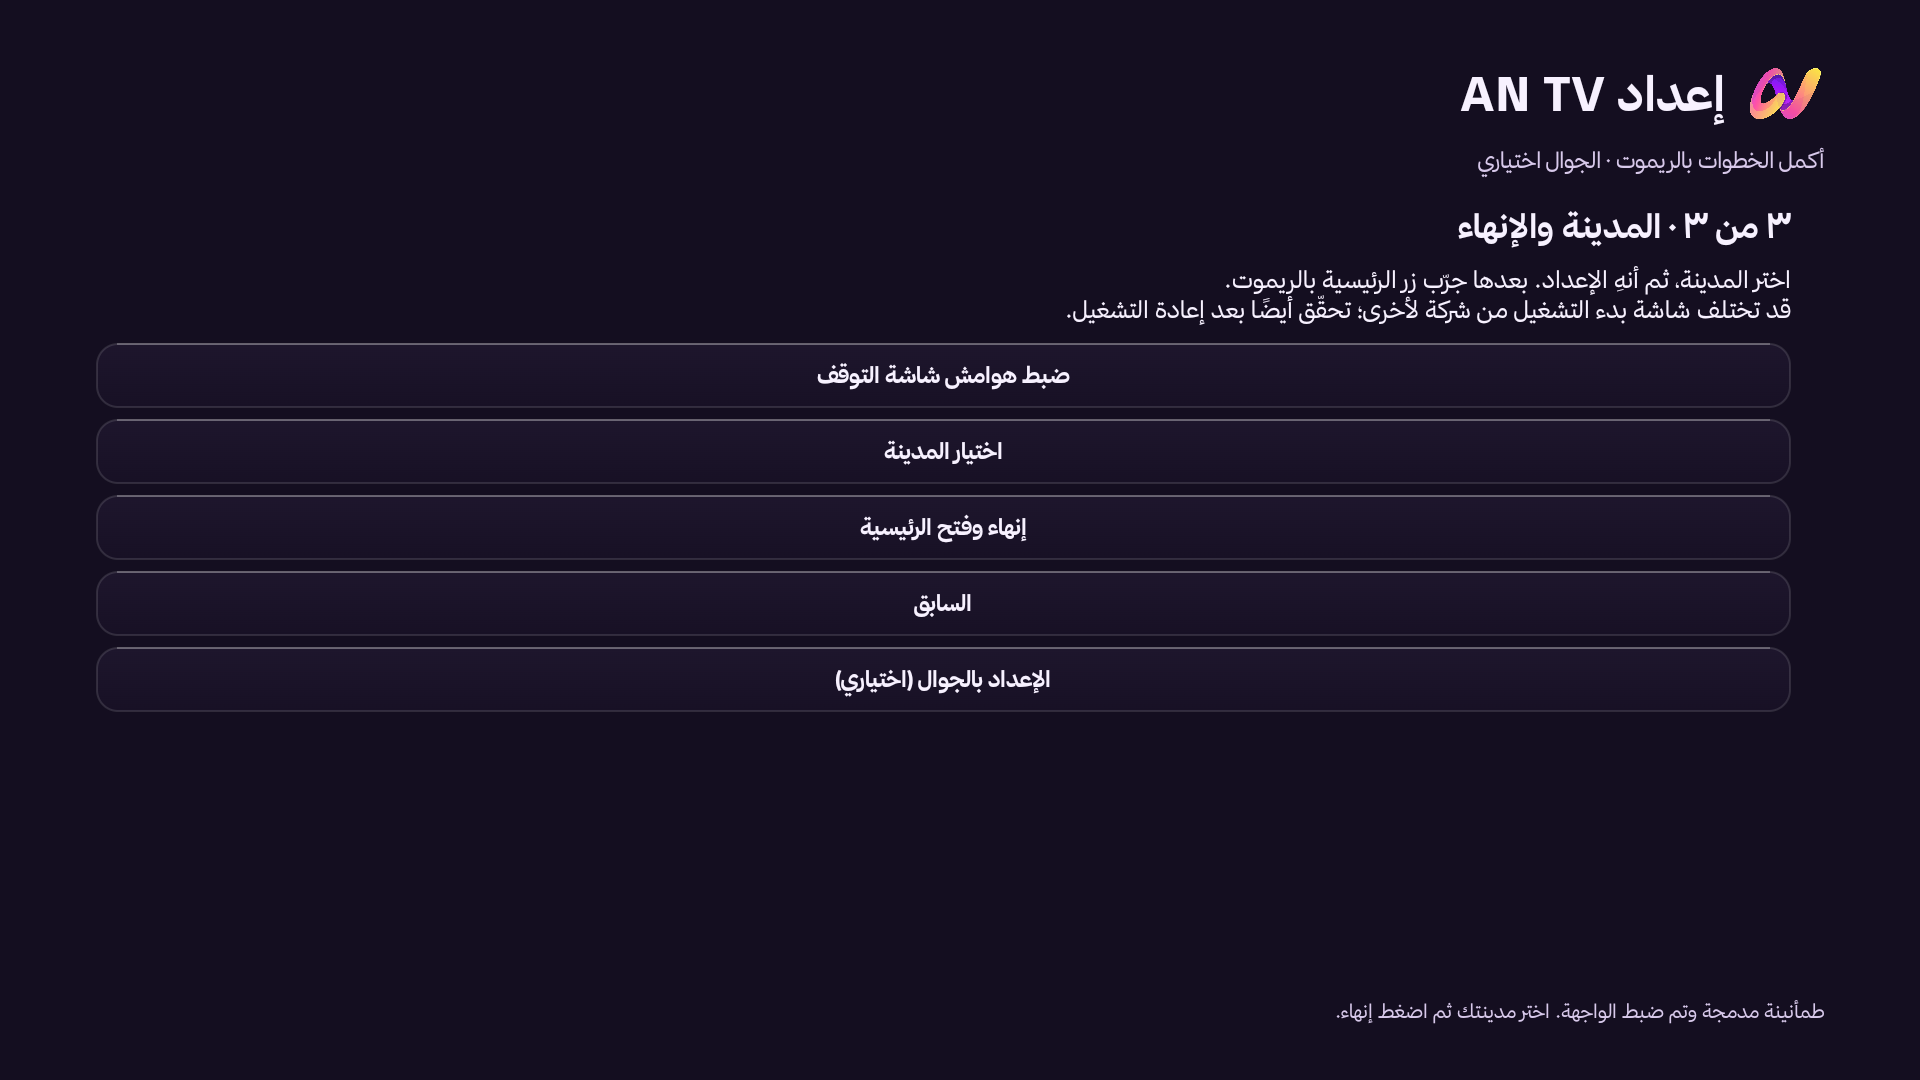 إعداد AN TV
أكمل الخطوات بالريموت · الجوال اختياري
٣ من ٣ · المدينة والإنهاء
اختر المدينة، ثم أنهِ الإعداد. بعدها جرّب زر الرئيسية بالريموت.
قد تختلف شاشة بدء التشغيل من شركة لأخرى؛ تحقّق أيضًا بعد إعادة التشغيل.
ضبط هوامش شاشة التوقف
اختيار المدينة
إنهاء وفتح الرئيسية
السابق
الإعداد بالجوال (اختياري)
طمأنينة مدمجة وتم ضبط الواجهة. اختر مدينتك ثم اضغط إنهاء.